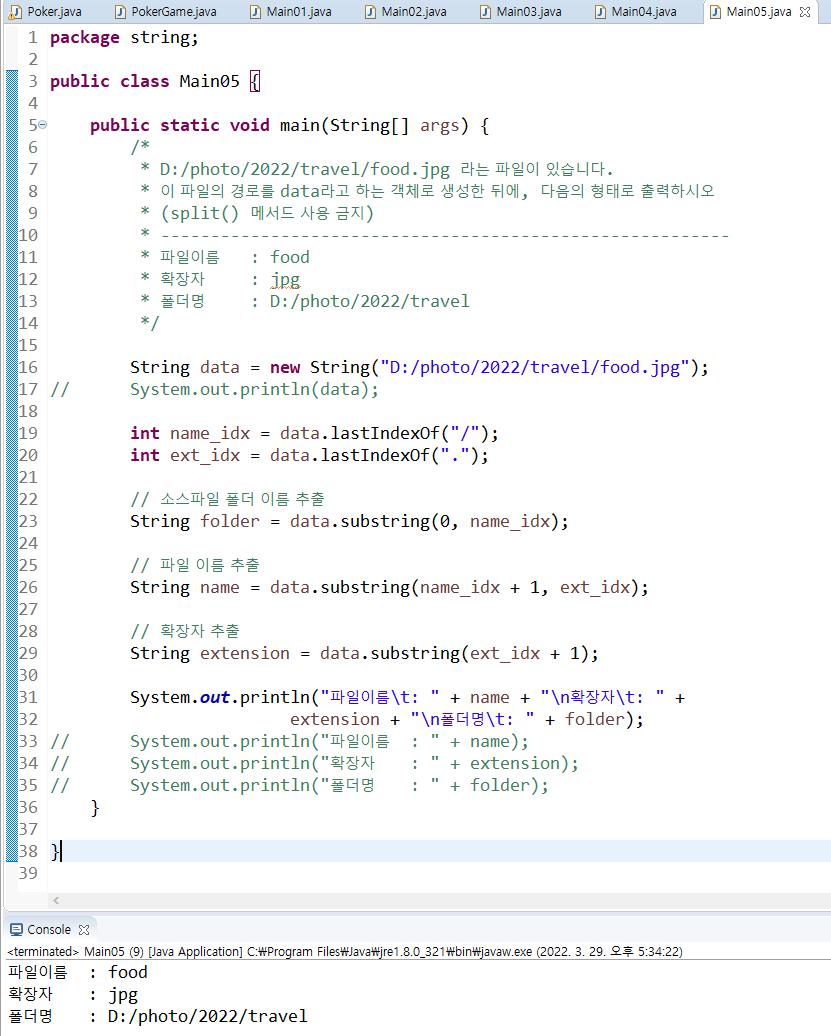 Poker.java PokerGame.java Main01.java Main02.java Main03.java Main04.java Main05.java
1 package string;
2
3 public class Main05 {
4
5 public static void main(String[] args) {
6 /*
7 * D:/photo/2022/travel/food.jpg 라는 파일이 있습니다.
8 * 이 파일의 경로를 data라고 하는 객체로 생성한 뒤에, 다음의 형태로 출력하시오
9 * (split() 메서드 사용 금지)
10 * ---------------------------------------------------------
11 * 파일이름 : food
12 * 확장자 : jpg
13 * 폴더명 : D:/photo/2022/travel
14 */
15
16 String data = new String("D:/photo/2022/travel/food.jpg");
17 // System.out.println(data);
18
19 int name_idx = data.lastIndexOf("/");
20 int ext_idx = data.lastIndexOf(".");
21
22 // 소스파일 폴더 이름 추출
23 String folder = data.substring(0, name_idx);
24
25 // 파일 이름 추출
26 String name = data.substring(name_idx + 1, ext_idx);
27
28 // 확장자 추출
29 String extension = data.substring(ext_idx + 1);
30
31 System.out.println("파일이름\t: " + name + "\n확장자\t: " +
32 extension + "\n폴더명\t: " + folder);
33 // System.out.println("파일이름  : " + name);
34 // System.out.println("확장자   : " + extension);
35 // System.out.println("폴더명   : " + folder);
36 }
37
38 }
39
Console
<terminated> Main05 (9) [Java Application] C:₩Program Files₩Java₩jre1.8.0_321₩bin₩javaw.exe (2022. 3. 29. 오후 5:34:22)
파일이름 : food
확장자 : jpg
폴더명 : D:/photo/2022/travel